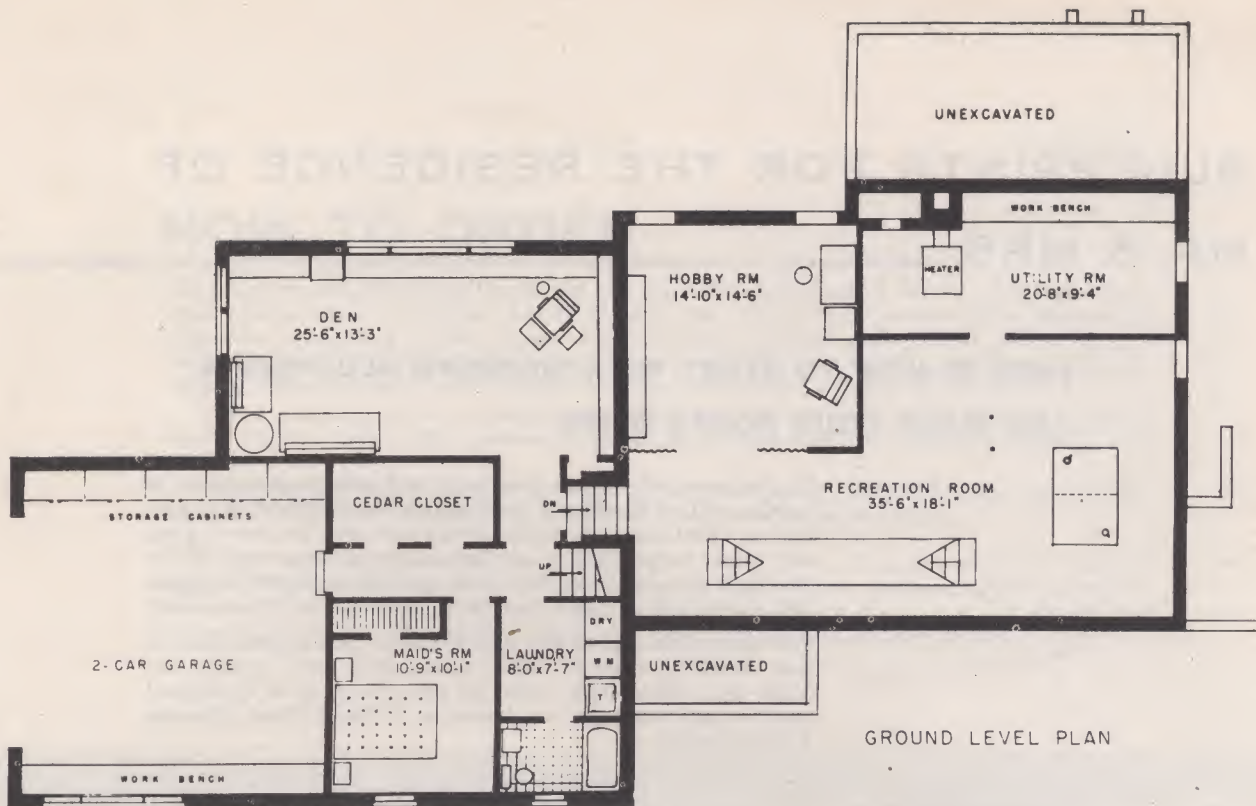 UNEXCAVATED
WORK BENCH
HEATER
UTILITY RM
20'-8"x9'-4"
HOBBY RM
14'-10"x14'-6"
DEN
25'-6"x13'-3"
RECREATION ROOM
35'-6"x18'-1"
CEDAR CLOSET
STORAGE CABINETS
DN
UP
2-CAR GARAGE
MAID'S RM
10'-9"x10'-1"
LAUNDRY
8'-0"x7'-7"
DRY
WM
T
UNEXCAVATED
GROUND LEVEL PLAN
WORK BENCH